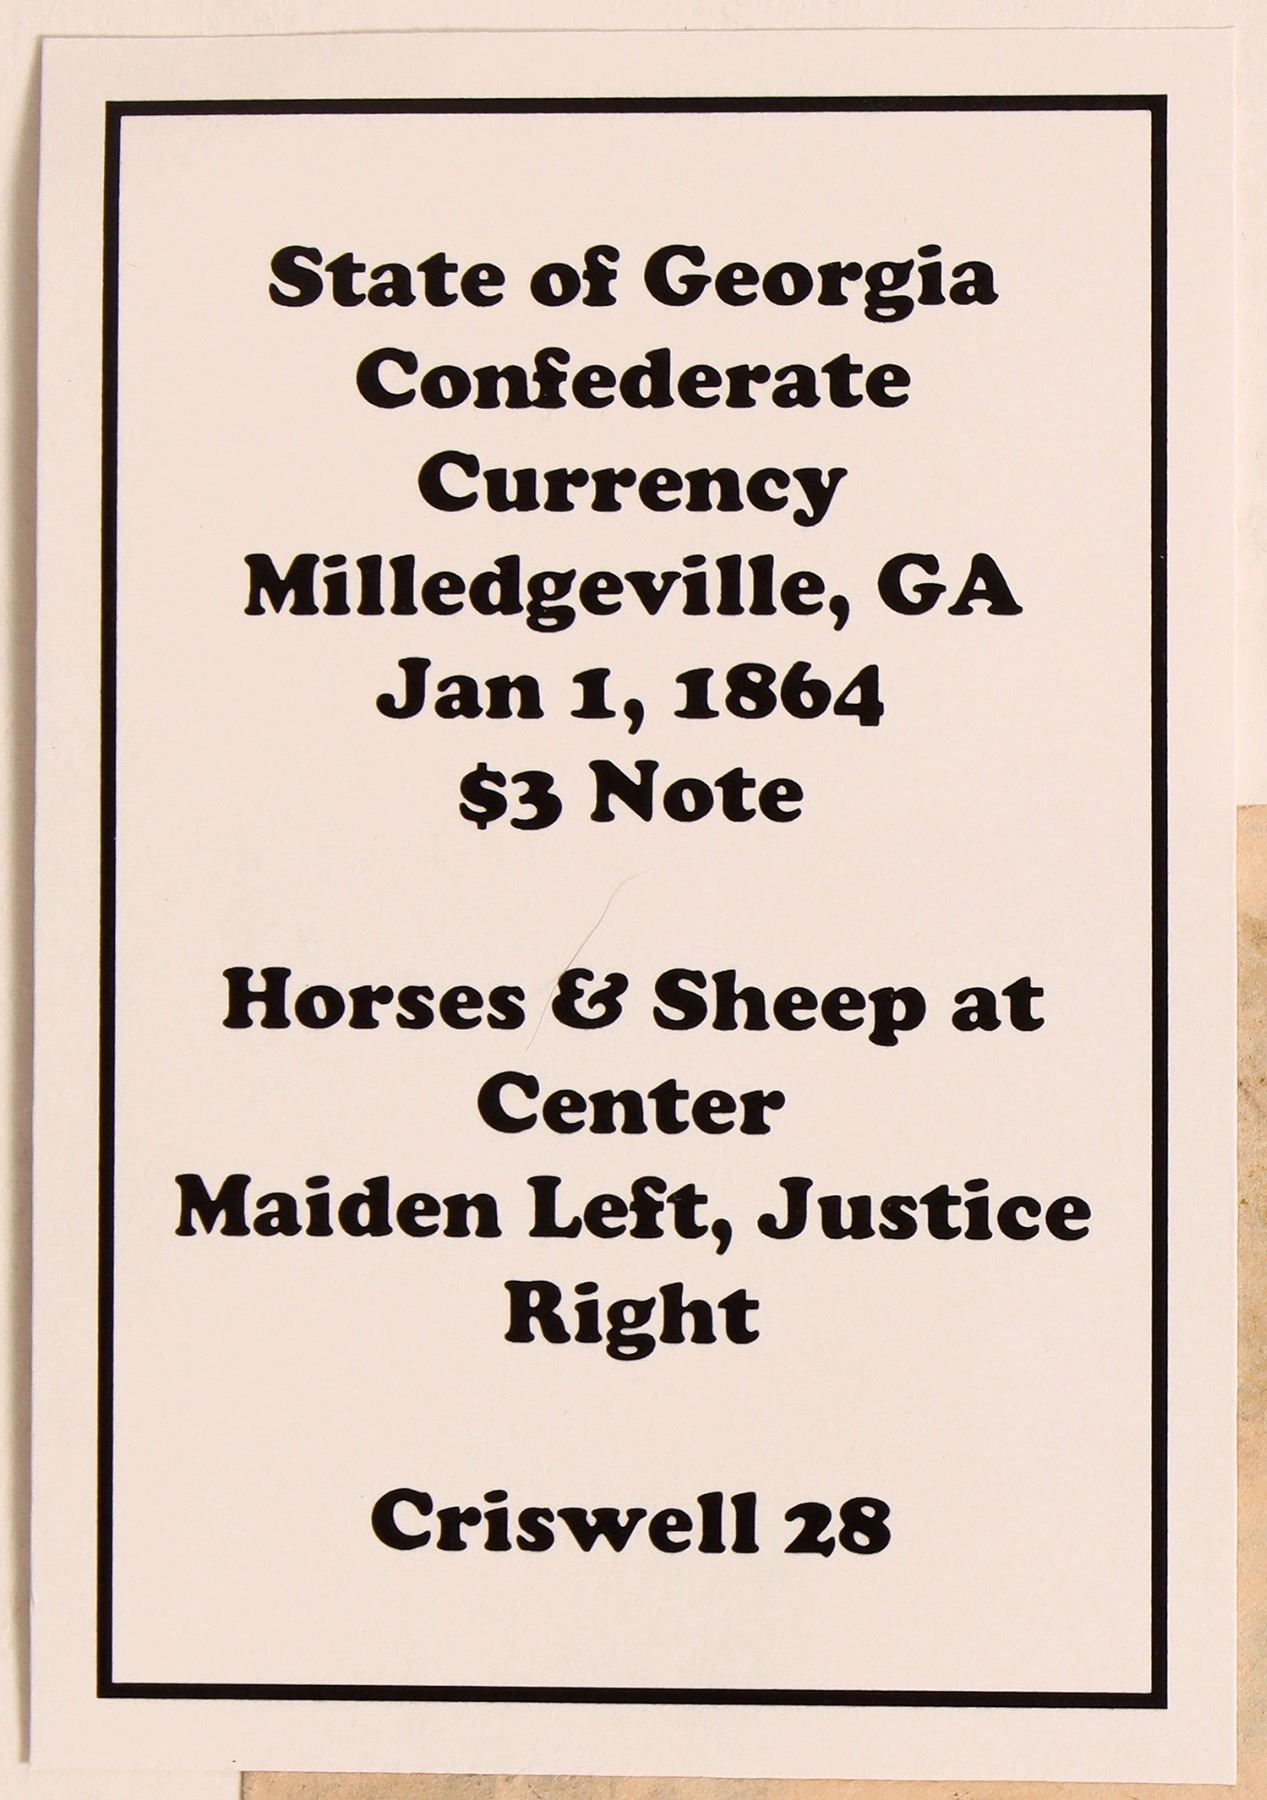 State of Georgia
Confederate
Currency
Milledgeville, GA
Jan 1, 1864
$3 Note
Horses & Sheep at
Center
Maiden Left, Justice
Right
Criswell 28